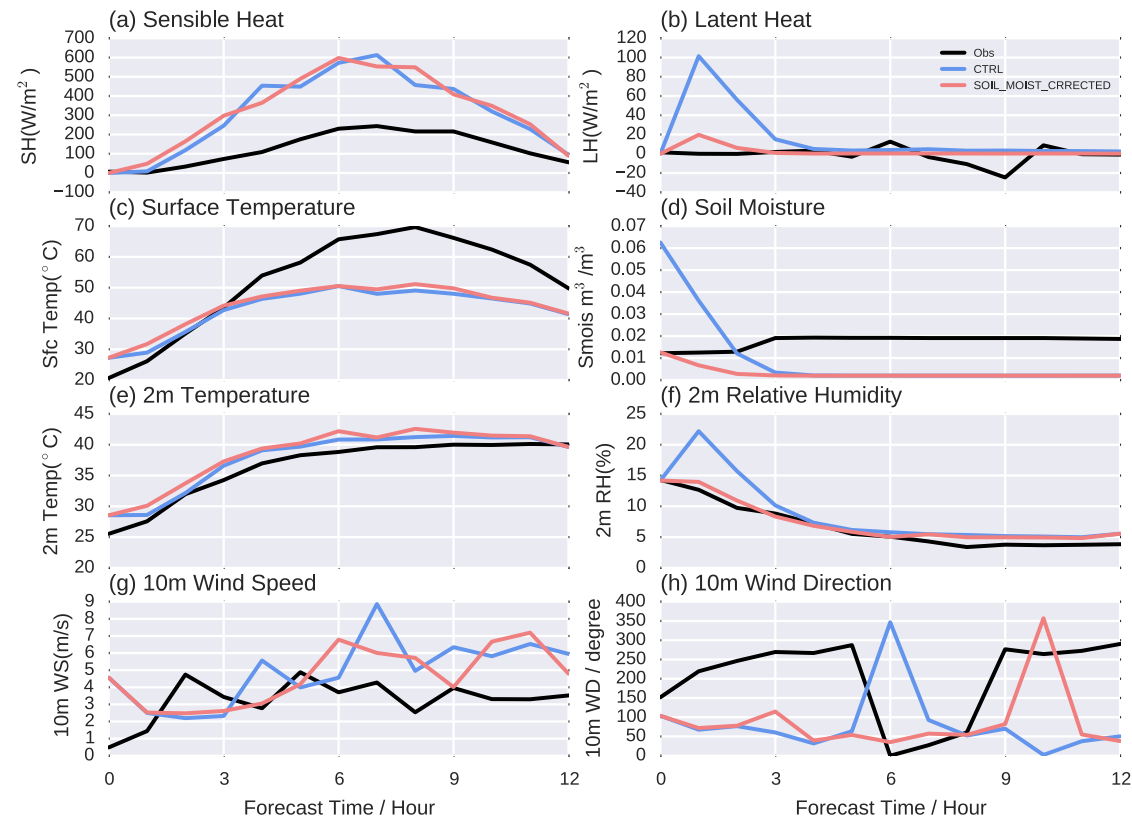 (a) Sensible Heat
700
600
500
400
300
200
100
0
−100
SH(W/m² )
(b) Latent Heat
120
100
80
60
40
20
0
−20
−40
LH(W/m² )
Obs
CTRL
SOIL_MOIST_CRRECTED
(c) Surface Temperature
70
60
50
40
30
20
Sfc Temp(° C)
(d) Soil Moisture
0.07
0.06
0.05
0.04
0.03
0.02
0.01
0.00
Smois m³ /m³
(e) 2m Temperature
45
40
35
30
25
20
2m Temp(° C)
(f) 2m Relative Humidity
25
20
15
10
5
0
2m RH(%)
(g) 10m Wind Speed
9
8
7
6
5
4
3
2
1
0
10m WS(m/s)
0 3 6 9 12
Forecast Time / Hour
(h) 10m Wind Direction
400
350
300
250
200
150
100
50
0
10m WD / degree
0 3 6 9 12
Forecast Time / Hour